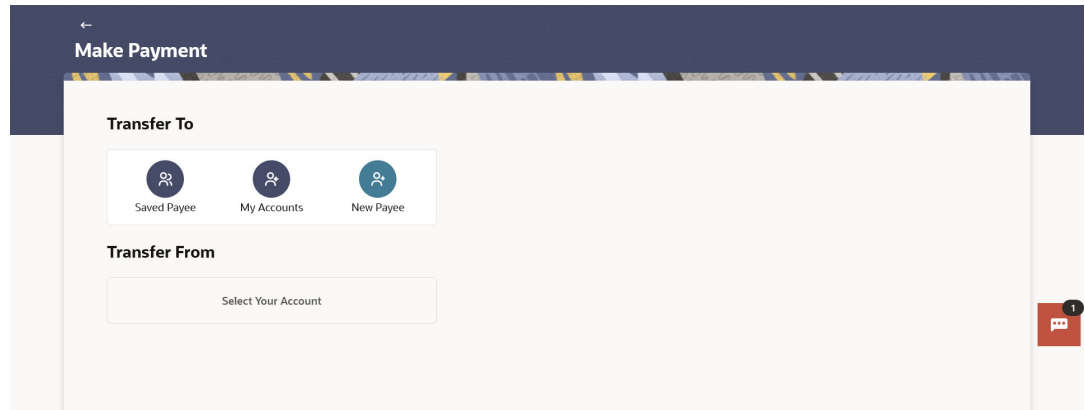 Make Payment
Transfer To
Saved Payee My Accounts New Payee
Transfer From
Select Your Account
1